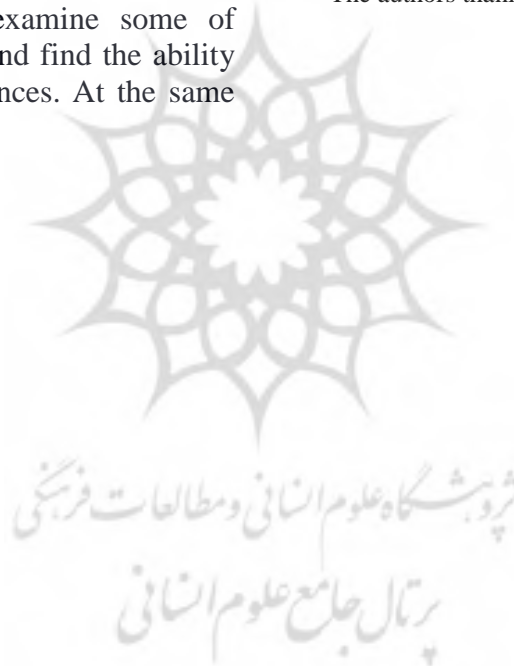 examine some of
nd find the ability
nces. At the same
The authors than
پژوهشگاه علوم انسانی و مطالعات فرهنگی
پرتال جامع علوم انسانی